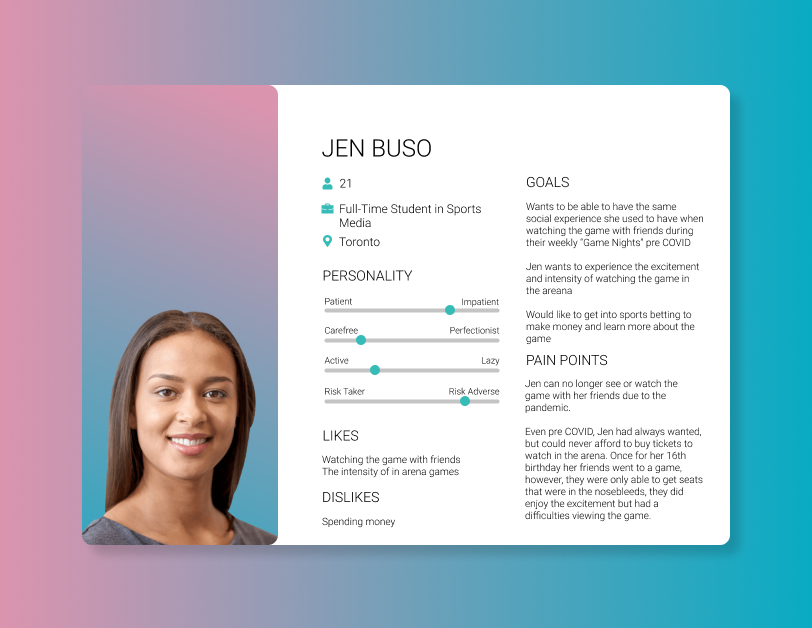 JEN BUSO
21
Full-Time Student in Sports
Media
Toronto
PERSONALITY
Patient Impatient
Carefree Perfectionist
Active Lazy
Risk Taker Risk Adverse
LIKES
Watching the game with friends
The intensity of in arena games
DISLIKES
Spending money
GOALS
Wants to be able to have the same
social experience she used to have when
watching the game with friends during
their weekly "Game Nights" pre COVID
Jen wants to experience the excitement
and intensity of watching the game in
the areana
Would like to get into sports betting to
make money and learn more about the
game
PAIN POINTS
Jen can no longer see or watch the
game with her friends due to the
pandemic.
Even pre COVID, Jen had always wanted,
but could never afford to buy tickets to
watch in the arena. Once for her 16th
birthday her friends went to a game,
however, they were only able to get seats
that were in the nosebleeds, they did
enjoy the excitement but had a
difficulties viewing the game.